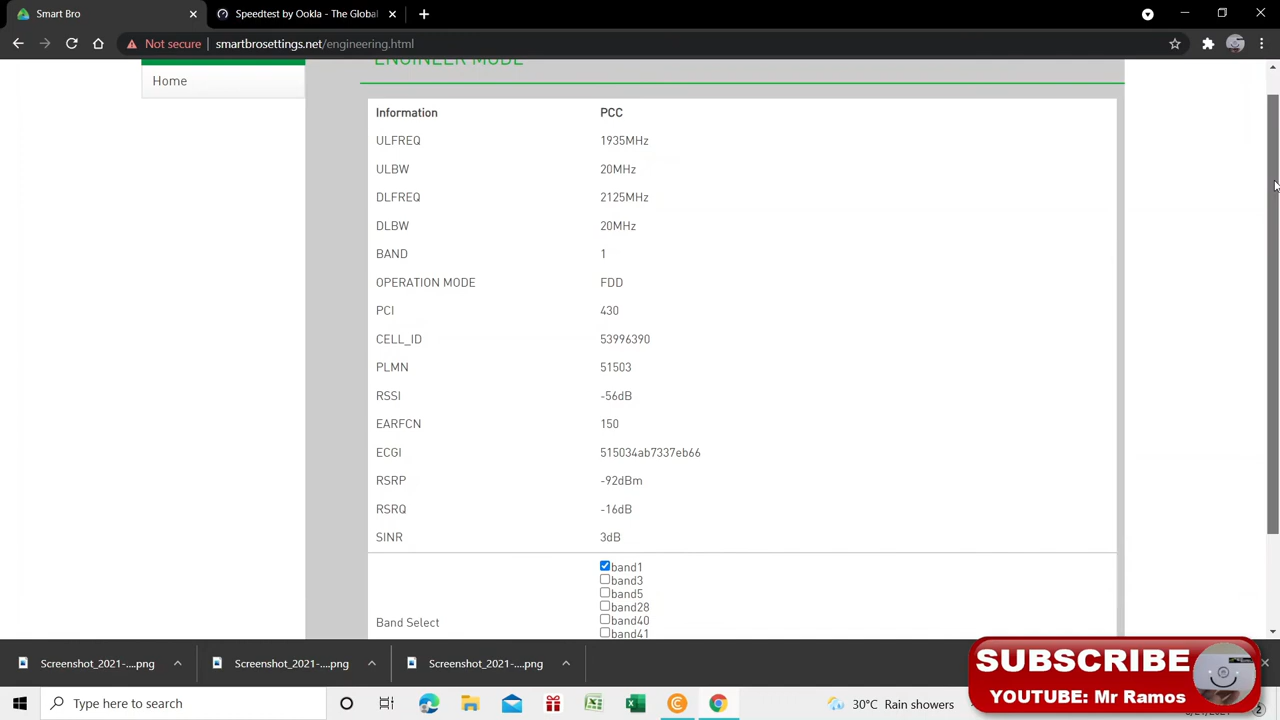 Smart Bro
Speedtest by Ookla - The Global
Not secure
smartbrosettings.net/engineering.html
ENGINEER MODE
Home
Information PCC
ULFREQ 1935MHz
ULBW 20MHz
DLFREQ 2125MHz
DLBW 20MHz
BAND 1
OPERATION MODE FDD
PCI 430
CELL_ID 53996390
PLMN 51503
RSSI -56dB
EARFCN 150
ECGI 515034ab7337eb66
RSRP -92dBm
RSRQ -16dB
SINR 3dB
band1
band3
band5
band28
Band Select
band40
band41
Screenshot_2021-....png
Screenshot_2021-....png
Screenshot_2021-....png
SUBSCRIBE
YOUTUBE: Mr Ramos
Type here to search
30°C Rain showers